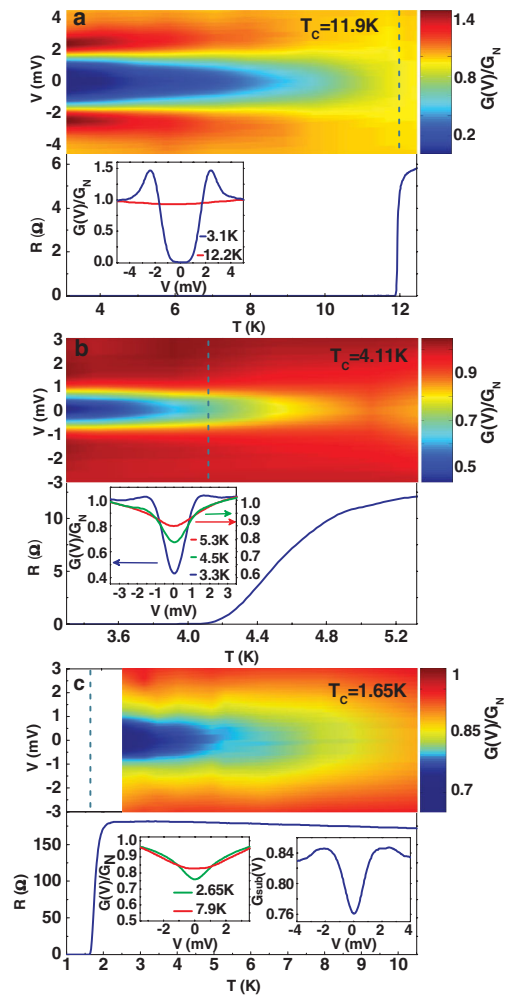 a
T_C=11.9K
V (mV)
4
2
0
-2
-4
1.4
0.8
0.2
G(V)/G_N
R (Ω)
6
4
2
0
G(V)/G_N
1.5
1.0
0.5
0.0
3.1K
12.2K
-4 -2 0 2 4
V (mV)
4 6 8 10 12
T (K)
b
T_C=4.11K
V (mV)
3
2
1
0
-1
-2
-3
0.9
0.7
0.5
G(V)/G_N
R (Ω)
10
5
0
G(V)/G_N
1.0
0.8
0.6
0.4
1.0
0.9
0.8
0.7
0.6
5.3K
4.5K
3.3K
-3 -2 -1 0 1 2 3
V (mV)
3.6 4.0 4.4 4.8 5.2
T (K)
c
T_C=1.65K
V (mV)
3
2
1
0
-1
-2
-3
1
0.85
0.7
G(V)/G_N
R (Ω)
150
100
50
0
G(V)/G_N
1.0
0.9
0.8
0.7
0.6
0.5
2.65K
7.9K
-2 0 2
V (mV)
G_sub(V)
0.84
0.80
0.76
-4 -2 0 2 4
V (mV)
1 2 3 4 5 6 7 8 9 10
T (K)